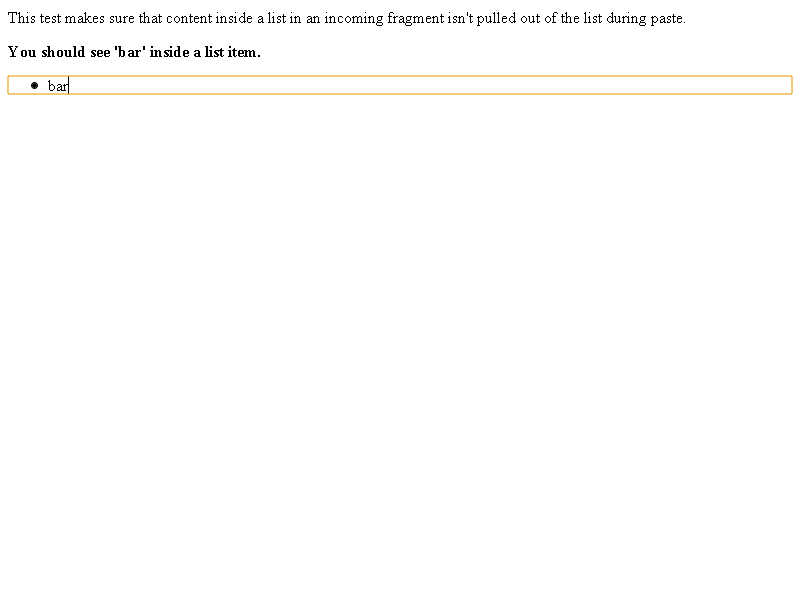 This test makes sure that content inside a list in an incoming fragment isn't pulled out of the list during paste.
You should see 'bar' inside a list item.
bar